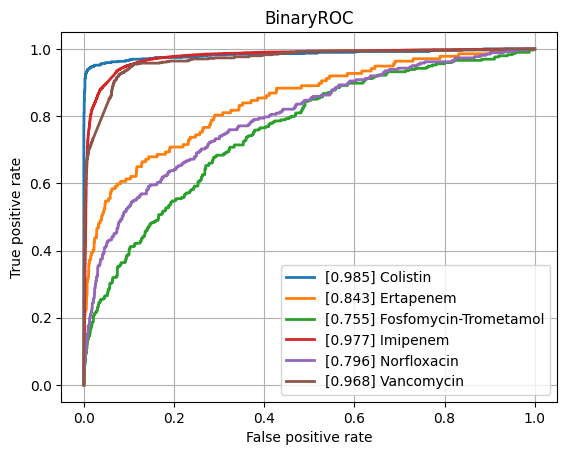 BinaryROC
True positive rate
1.0
0.8
0.6
0.4
0.2
0.0
[0.985] Colistin
[0.843] Ertapenem
[0.755] Fosfomycin-Trometamol
[0.977] Imipenem
[0.796] Norfloxacin
[0.968] Vancomycin
0.0 0.2 0.4 0.6 0.8 1.0
False positive rate